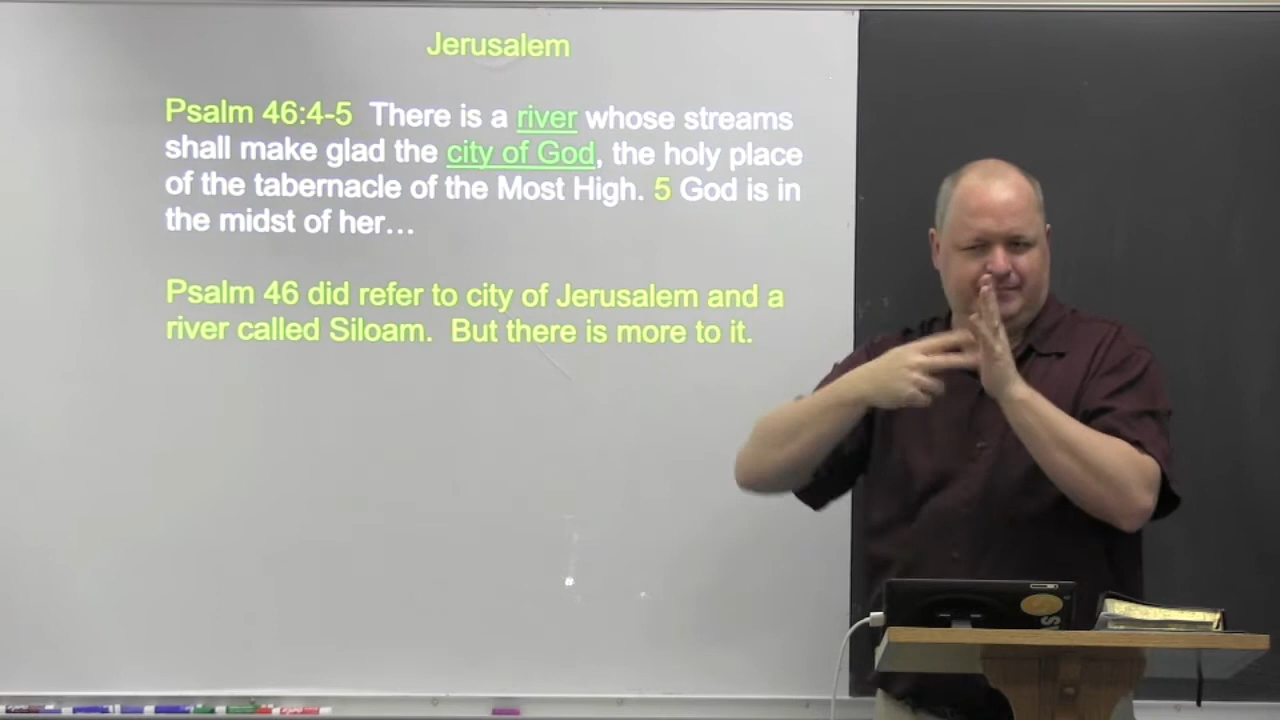 Jerusalem
Psalm 46:4-5  There is a river whose streams
shall make glad the city of God, the holy place
of the tabernacle of the Most High. 5 God is in
the midst of her…
Psalm 46 did refer to city of Jerusalem and a
river called Siloam.  But there is more to it.